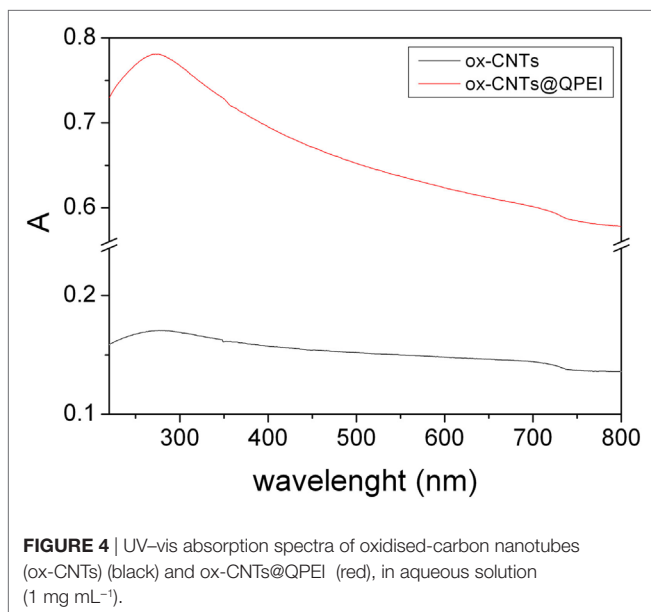 0.8
0.7
0.6
0.2
0.1
A
ox-CNTs
ox-CNTs@QPEI
300 400 500 600 700 800
wavelenght (nm)
FIGURE 4 | UV–vis absorption spectra of oxidised-carbon nanotubes
(ox-CNTs) (black) and ox-CNTs@QPEI (red), in aqueous solution
(1 mg mL⁻¹).